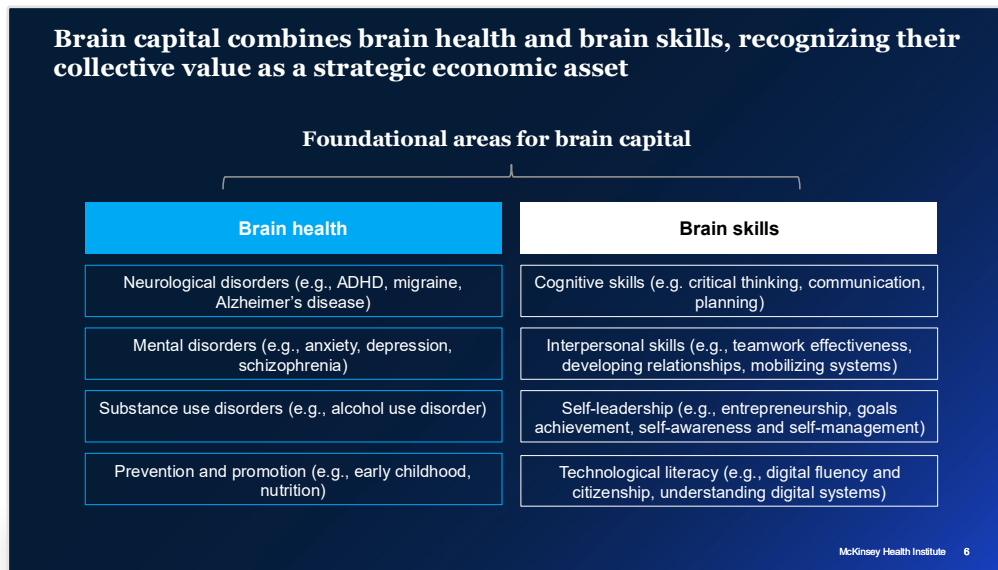 Brain capital combines brain health and brain skills, recognizing their
collective value as a strategic economic asset
Foundational areas for brain capital
Brain health
Neurological disorders (e.g., ADHD, migraine,
Alzheimer’s disease)
Mental disorders (e.g., anxiety, depression,
schizophrenia)
Substance use disorders (e.g., alcohol use disorder)
Prevention and promotion (e.g., early childhood,
nutrition)
Brain skills
Cognitive skills (e.g. critical thinking, communication,
planning)
Interpersonal skills (e.g., teamwork effectiveness,
developing relationships, mobilizing systems)
Self-leadership (e.g., entrepreneurship, goals
achievement, self-awareness and self-management)
Technological literacy (e.g., digital fluency and
citizenship, understanding digital systems)
McKinsey Health Institute 6